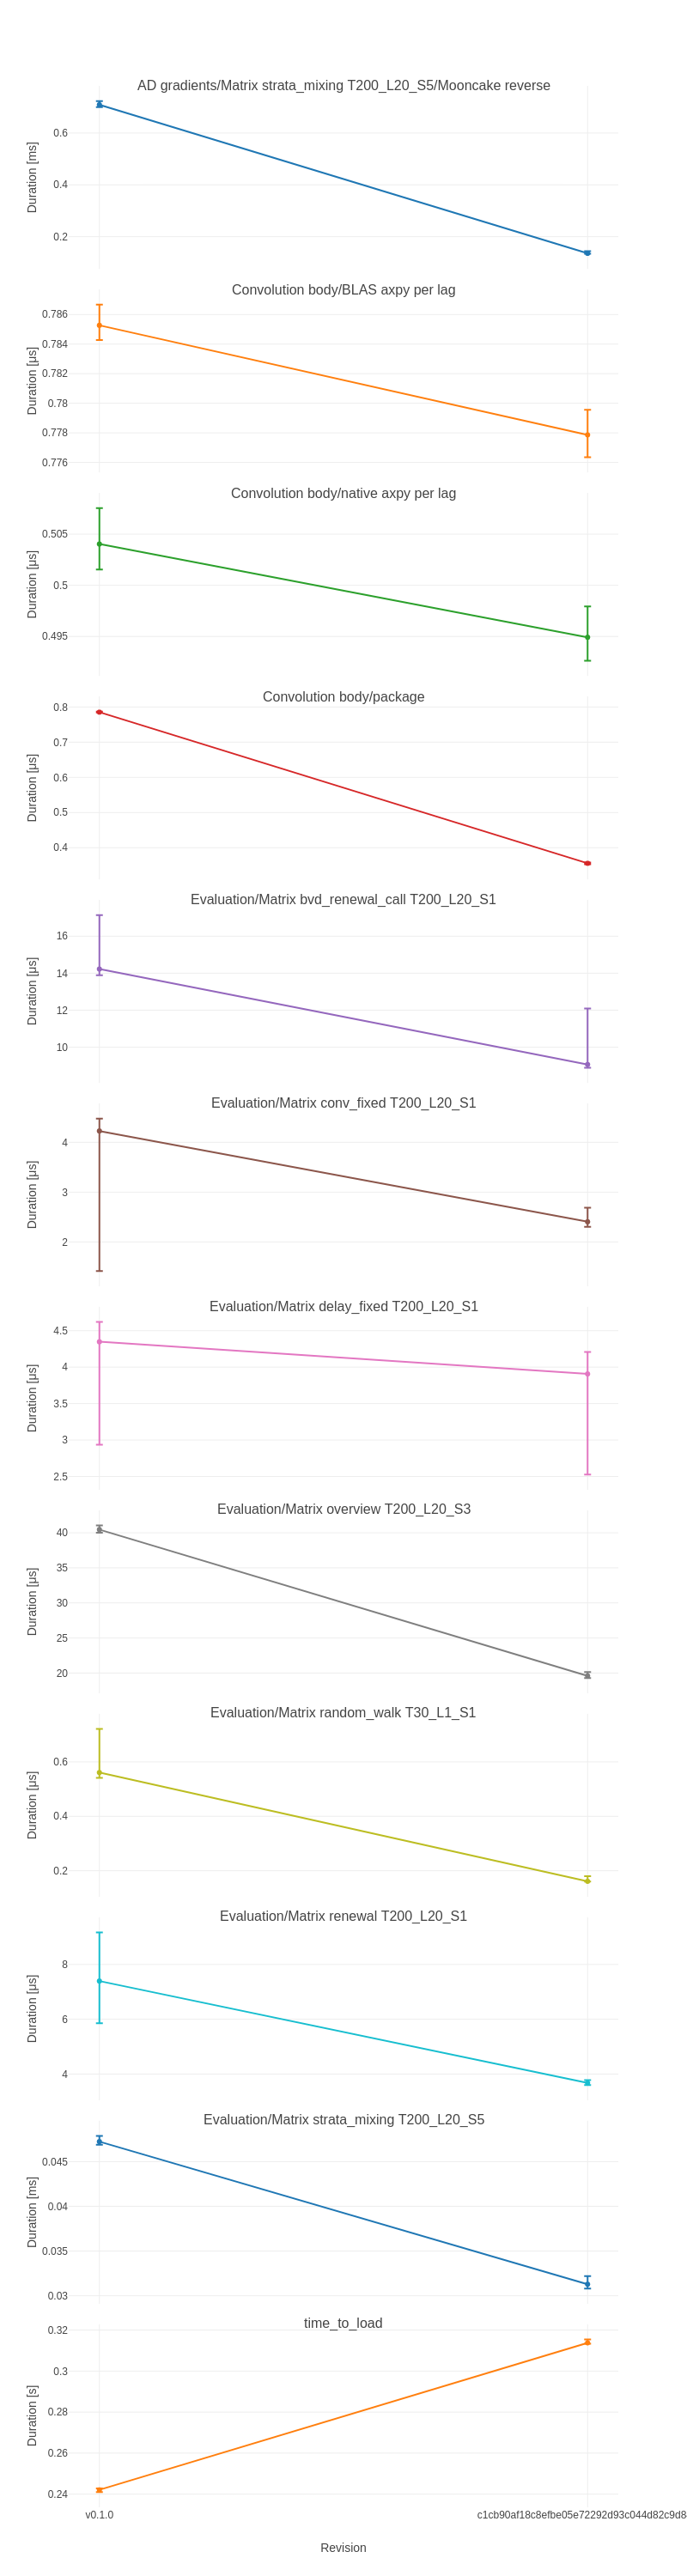 AD gradients/Matrix strata_mixing T200_L20_S5/Mooncake reverse
Duration [ms]
0.6
0.4
0.2
Convolution body/BLAS axpy per lag
Duration [μs]
0.786
0.784
0.782
0.78
0.778
0.776
Convolution body/native axpy per lag
Duration [μs]
0.505
0.5
0.495
Convolution body/package
Duration [μs]
0.8
0.7
0.6
0.5
0.4
Evaluation/Matrix bvd_renewal_call T200_L20_S1
Duration [μs]
16
14
12
10
Evaluation/Matrix conv_fixed T200_L20_S1
Duration [μs]
4
3
2
Evaluation/Matrix delay_fixed T200_L20_S1
Duration [μs]
4.5
4
3.5
3
2.5
Evaluation/Matrix overview T200_L20_S3
Duration [μs]
40
35
30
25
20
Evaluation/Matrix random_walk T30_L1_S1
Duration [μs]
0.6
0.4
0.2
Evaluation/Matrix renewal T200_L20_S1
Duration [μs]
8
6
4
Evaluation/Matrix strata_mixing T200_L20_S5
Duration [ms]
0.045
0.04
0.035
0.03
time_to_load
Duration [s]
0.32
0.3
0.28
0.26
0.24
v0.1.0
c1cb90af18c8efbe05e72292d93c044d82c9d8
Revision